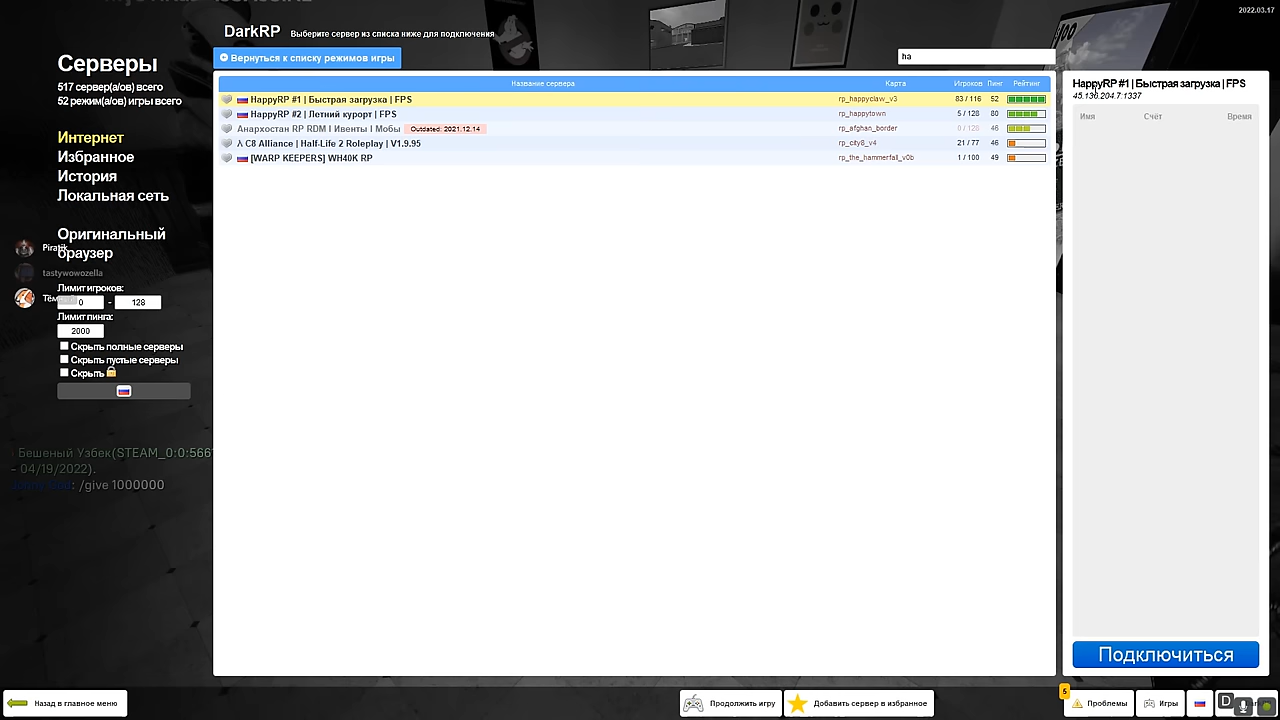 2022.03.17
DarkRP Выберите сервер из списка ниже для подключения
Вернуться к списку режимов игры
ha
Серверы
517 сервер(а/ов) всего
52 режим(а/ов) игры всего
Интернет
Избранное
История
Локальная сеть
Оригинальный
браузер
Piratik
tastywowozella
Лимит игроков:
0 - 128
Лимит пинга:
2000
Скрыть полные серверы
Скрыть пустые серверы
Скрыть
Бешеный Узбек(STEAM_0:0:566
- 04/19/2022).
: /give 1000000
Название сервера Карта Игроков Пинг Рейтинг
HappyRP #1 | Быстрая загрузка | FPS rp_happyclaw_v3 83 / 116 52
HappyRP #2 | Летний курорт | FPS rp_happytown 5 / 128 80
Анархостан RP RDM I Ивенты I Мобы Outdated: 2021.12.14 rp_afghan_border 0 / 128 46
λ C8 Alliance | Half-Life 2 Roleplay | V1.9.95 rp_city8_v4 21 / 77 46
[WARP KEEPERS] WH40K RP rp_the_hammerfall_v0b 1 / 100 49
HappyRP #1 | Быстрая загрузка | FPS
45.136.204.7:1337
Имя Счёт Время
Подключиться
Назад в главное меню
Продолжить игру
Добавить сервер в избранное
5
Проблемы
Игры
D